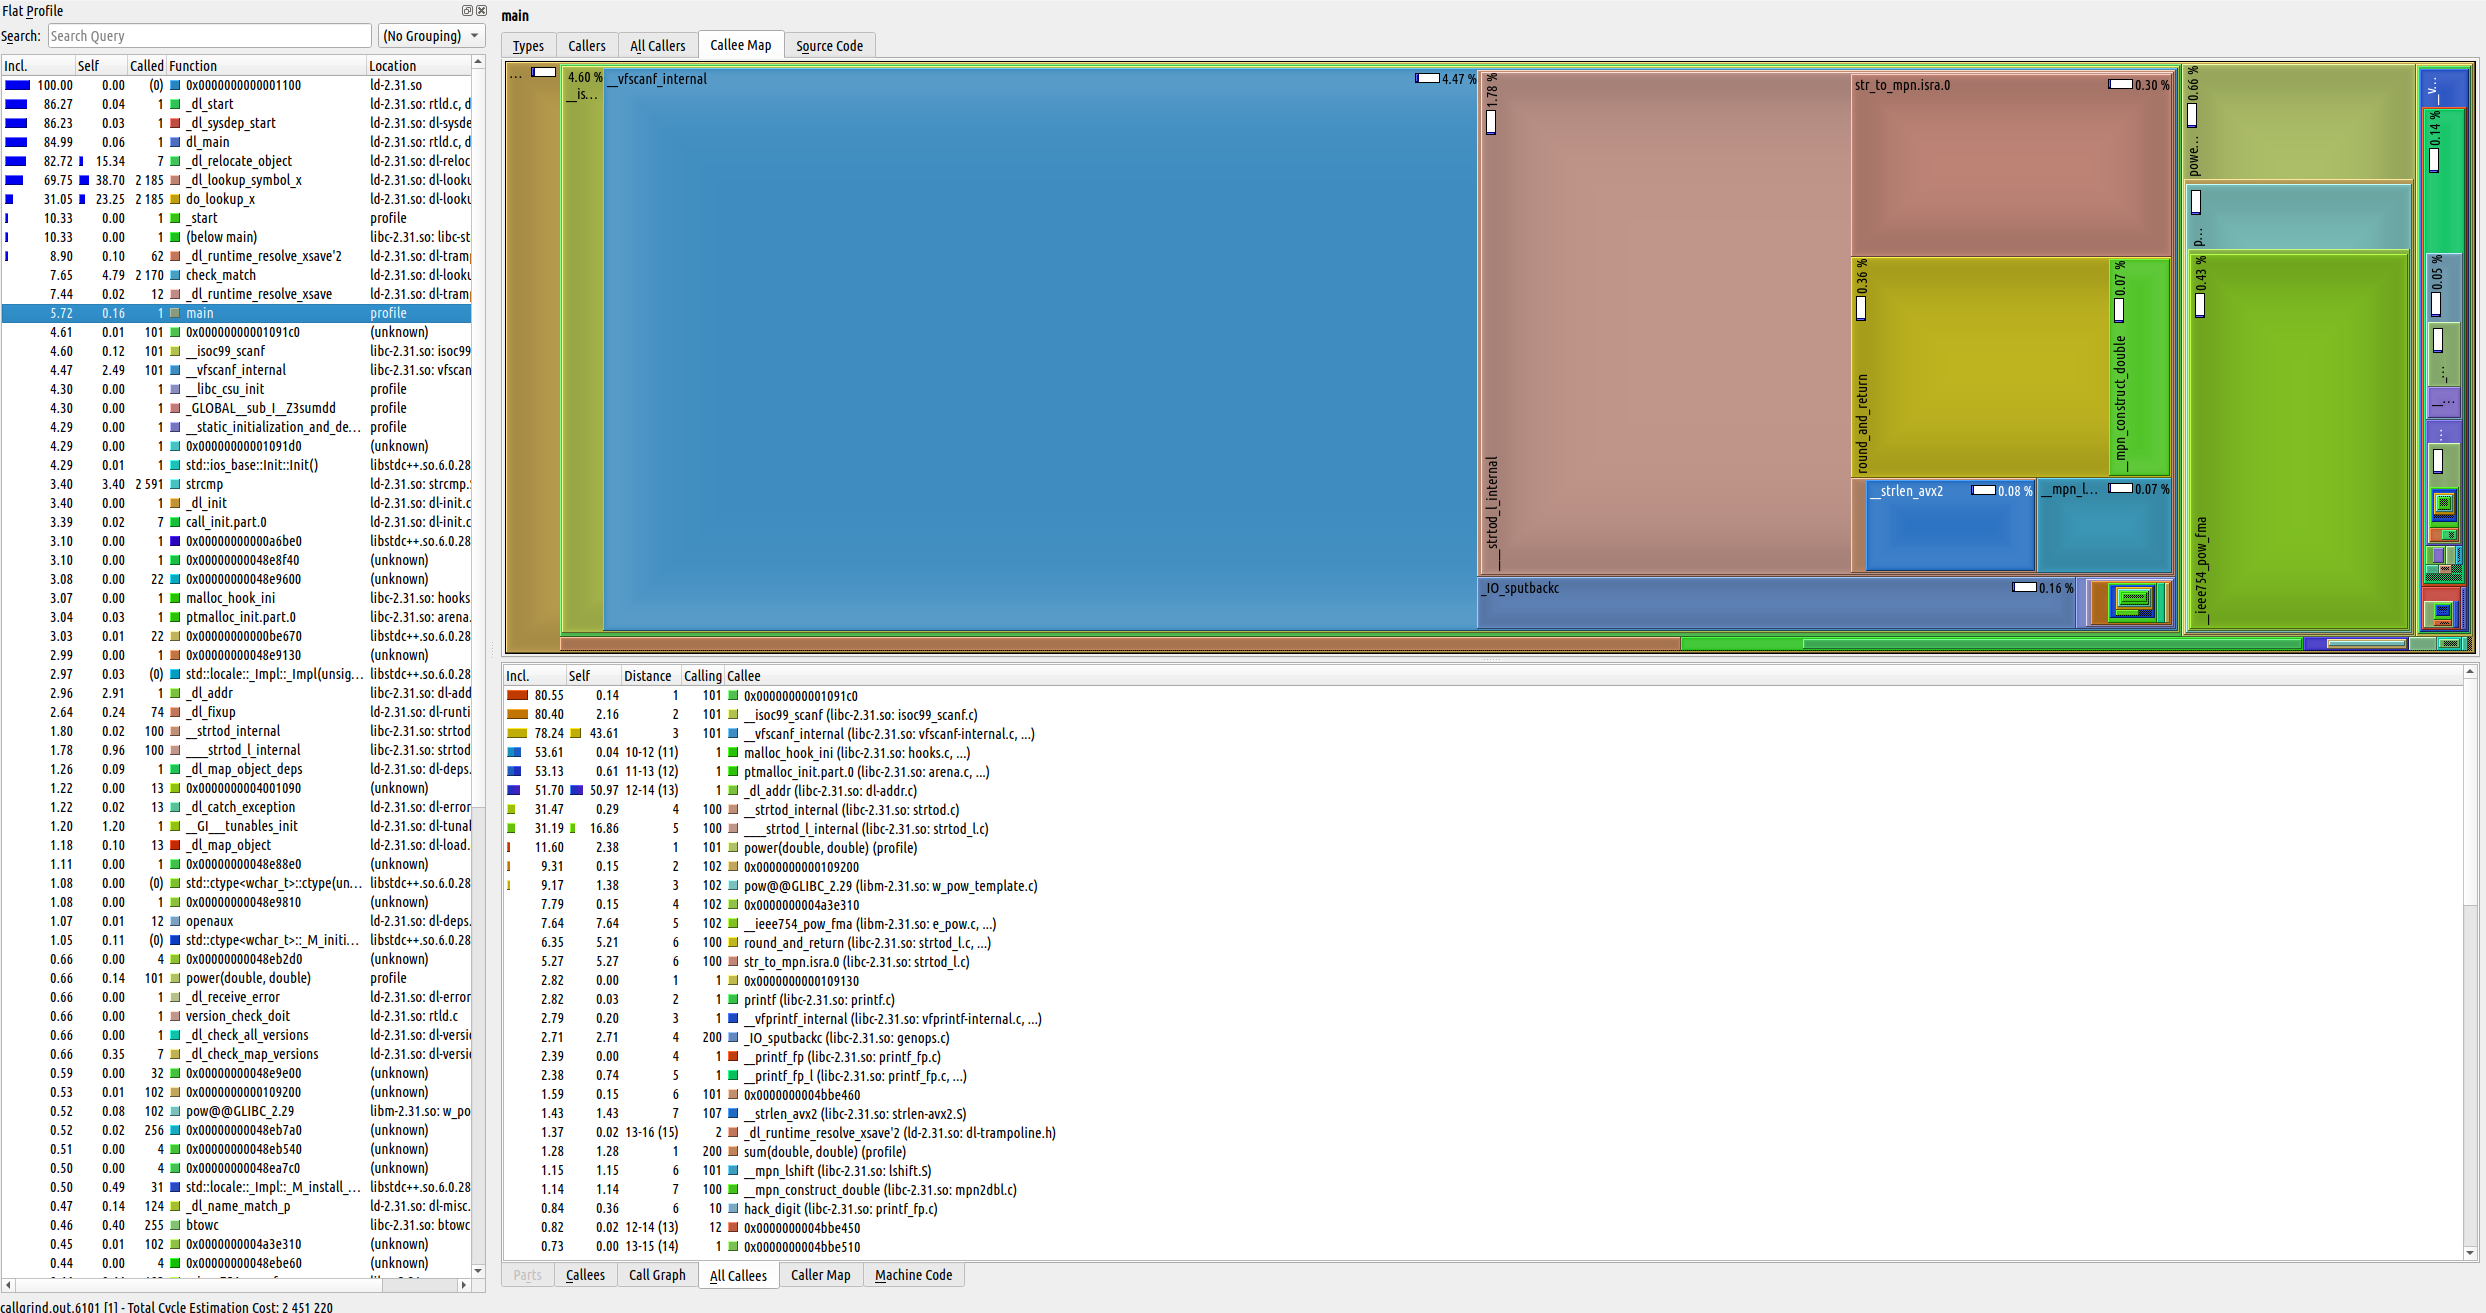 Flat Profile
Search: Search Query (No Grouping)
Incl. Self Called Function Location
100.00 0.00 (0) 0x0000000000001100 ld-2.31.so
86.27 0.04 1 _dl_start ld-2.31.so: rtld.c, d
86.23 0.03 1 _dl_sysdep_start ld-2.31.so: dl-sysde
84.99 0.06 1 dl_main ld-2.31.so: rtld.c, d
82.72 15.34 7 _dl_relocate_object ld-2.31.so: dl-reloc
69.75 38.70 2 185 _dl_lookup_symbol_x ld-2.31.so: dl-looku
31.05 23.25 2 185 do_lookup_x ld-2.31.so: dl-looku
10.33 0.00 1 _start profile
10.33 0.00 1 (below main) libc-2.31.so: libc-st
8.90 0.10 62 _dl_runtime_resolve_xsave'2 ld-2.31.so: dl-tram
7.65 4.79 2 170 check_match ld-2.31.so: dl-looku
7.44 0.02 12 _dl_runtime_resolve_xsave ld-2.31.so: dl-tram
5.72 0.16 1 main profile
4.61 0.01 101 0x00000000001091c0 (unknown)
4.60 0.12 101 __isoc99_scanf libc-2.31.so: isoc99
4.47 2.49 101 __vfscanf_internal libc-2.31.so: vfscan
4.30 0.00 1 __libc_csu_init profile
4.30 0.00 1 _GLOBAL__sub_I__Z3sumdd profile
4.29 0.00 1 __static_initialization_and_de... profile
4.29 0.00 1 0x00000000001091d0 (unknown)
4.29 0.01 1 std::ios_base::Init::Init() libstdc++.so.6.0.28
3.40 3.40 2 591 strcmp ld-2.31.so: strcmp.
3.40 0.00 1 _dl_init ld-2.31.so: dl-init.c
3.39 0.02 7 call_init.part.0 ld-2.31.so: dl-init.c
3.10 0.00 1 0x00000000000a6be0 libstdc++.so.6.0.28
3.10 0.00 1 0x00000000048e8f40 (unknown)
3.08 0.00 22 0x00000000048e9600 (unknown)
3.07 0.00 1 malloc_hook_ini libc-2.31.so: hooks
3.04 0.03 1 ptmalloc_init.part.0 libc-2.31.so: arena.
3.03 0.01 22 0x00000000000be670 libstdc++.so.6.0.28
2.99 0.00 1 0x00000000048e9130 (unknown)
2.97 0.03 (0) std::locale::_Impl::_Impl(unsig... libstdc++.so.6.0.28
2.96 2.91 1 _dl_addr libc-2.31.so: dl-add
2.64 0.24 74 _dl_fixup ld-2.31.so: dl-runti
1.80 0.02 100 __strtod_internal libc-2.31.so: strtod
1.78 0.96 100 ____strtod_l_internal libc-2.31.so: strtod
1.26 0.09 1 _dl_map_object_deps ld-2.31.so: dl-deps.
1.22 0.00 13 0x0000000004001090 (unknown)
1.22 0.02 13 _dl_catch_exception ld-2.31.so: dl-error
1.20 1.20 1 __GI___tunables_init ld-2.31.so: dl-tunal
1.18 0.10 13 _dl_map_object ld-2.31.so: dl-load.
1.11 0.00 1 0x00000000048e88e0 (unknown)
1.08 0.00 (0) std::ctype<wchar_t>::ctype(un... libstdc++.so.6.0.28
1.08 0.00 1 0x00000000048e9810 (unknown)
1.07 0.01 12 openaux ld-2.31.so: dl-deps.
1.05 0.11 (0) std::ctype<wchar_t>::_M_initi... libstdc++.so.6.0.28
0.66 0.00 4 0x00000000048eb2d0 (unknown)
0.66 0.14 101 power(double, double) profile
0.66 0.00 1 _dl_receive_error ld-2.31.so: dl-error
0.66 0.00 1 version_check_doit ld-2.31.so: rtld.c
0.66 0.00 1 _dl_check_all_versions ld-2.31.so: dl-versi
0.66 0.35 7 _dl_check_map_versions ld-2.31.so: dl-versi
0.59 0.00 32 0x00000000048e9e00 (unknown)
0.53 0.01 102 0x0000000000109200 (unknown)
0.52 0.08 102 pow@@GLIBC_2.29 libm-2.31.so: w_po
0.52 0.02 256 0x00000000048eb7a0 (unknown)
0.51 0.00 4 0x00000000048eb540 (unknown)
0.50 0.00 4 0x00000000048ea7c0 (unknown)
0.50 0.49 31 std::locale::_Impl::_M_install_... libstdc++.so.6.0.28
0.47 0.14 124 _dl_name_match_p ld-2.31.so: dl-misc.
0.46 0.40 255 btowc libc-2.31.so: btowc
0.45 0.01 102 0x0000000004a3e310 (unknown)
0.44 0.00 4 0x00000000048ebe60 (unknown)
callgrind.out.6101 [1] - Total Cycle Estimation Cost: 2 451 220
main
Types Callers All Callers Callee Map Source Code
...
4.60 %
__is...
__vfscanf_internal 4.47 %
1.78 %
____strtod_l_internal
str_to_mpn.isra.0 0.30 %
0.36 %
round_and_return
0.07 %
__mpn_construct_double
__strlen_avx2 0.08 %
__mpn_l... 0.07 %
_IO_sputbackc 0.16 %
0.66 %
powe...
p...
0.43 %
__ieee754_pow_fma
__v...
0.14 %
0.05 %
_...
__...
...
Incl. Self Distance Calling Callee
80.55 0.14 1 101 0x00000000001091c0
80.40 2.16 2 101 __isoc99_scanf (libc-2.31.so: isoc99_scanf.c)
78.24 43.61 3 101 __vfscanf_internal (libc-2.31.so: vfscanf-internal.c, ...)
53.61 0.04 10-12 (11) 1 malloc_hook_ini (libc-2.31.so: hooks.c, ...)
53.13 0.61 11-13 (12) 1 ptmalloc_init.part.0 (libc-2.31.so: arena.c, ...)
51.70 50.97 12-14 (13) 1 _dl_addr (libc-2.31.so: dl-addr.c)
31.47 0.29 4 100 __strtod_internal (libc-2.31.so: strtod.c)
31.19 16.86 5 100 ____strtod_l_internal (libc-2.31.so: strtod_l.c)
11.60 2.38 1 101 power(double, double) (profile)
9.31 0.15 2 102 0x0000000000109200
9.17 1.38 3 102 pow@@GLIBC_2.29 (libm-2.31.so: w_pow_template.c)
7.79 0.15 4 102 0x0000000004a3e310
7.64 7.64 5 102 __ieee754_pow_fma (libm-2.31.so: e_pow.c, ...)
6.35 5.21 6 100 round_and_return (libc-2.31.so: strtod_l.c, ...)
5.27 5.27 6 100 str_to_mpn.isra.0 (libc-2.31.so: strtod_l.c)
2.82 0.00 1 1 0x0000000000109130
2.82 0.03 2 1 printf (libc-2.31.so: printf.c)
2.79 0.20 3 1 __vfprintf_internal (libc-2.31.so: vfprintf-internal.c, ...)
2.71 2.71 4 200 _IO_sputbackc (libc-2.31.so: genops.c)
2.39 0.00 4 1 __printf_fp (libc-2.31.so: printf_fp.c)
2.38 0.74 5 1 __printf_fp_l (libc-2.31.so: printf_fp.c, ...)
1.59 0.15 6 101 0x0000000004bbe460
1.43 1.43 7 107 __strlen_avx2 (libc-2.31.so: strlen-avx2.S)
1.37 0.02 13-16 (15) 2 _dl_runtime_resolve_xsave'2 (ld-2.31.so: dl-trampoline.h)
1.28 1.28 1 200 sum(double, double) (profile)
1.15 1.15 6 101 __mpn_lshift (libc-2.31.so: lshift.S)
1.14 1.14 7 100 __mpn_construct_double (libc-2.31.so: mpn2dbl.c)
0.84 0.36 6 10 hack_digit (libc-2.31.so: printf_fp.c)
0.82 0.02 12-14 (13) 12 0x0000000004bbe450
0.73 0.00 13-15 (14) 1 0x0000000004bbe510
Parts Callees Call Graph All Callees Caller Map Machine Code